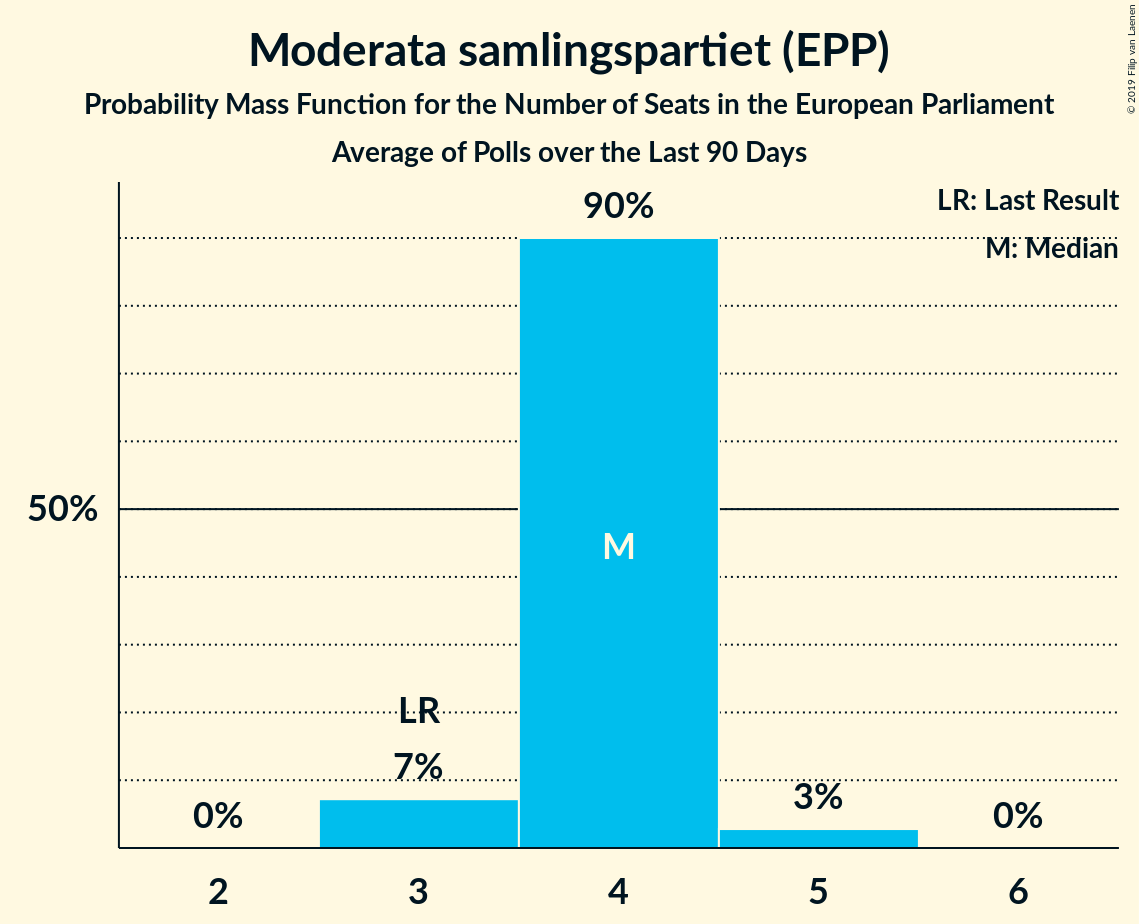 Moderata samlingspartiet (EPP)
Probability Mass Function for the Number of Seats in the European Parliament
Average of Polls over the Last 90 Days
© 2019 Filip van Laenen
LR: Last Result
M: Median
90%
50%
M
LR
7%
0%
3%
0%
2 3 4 5 6